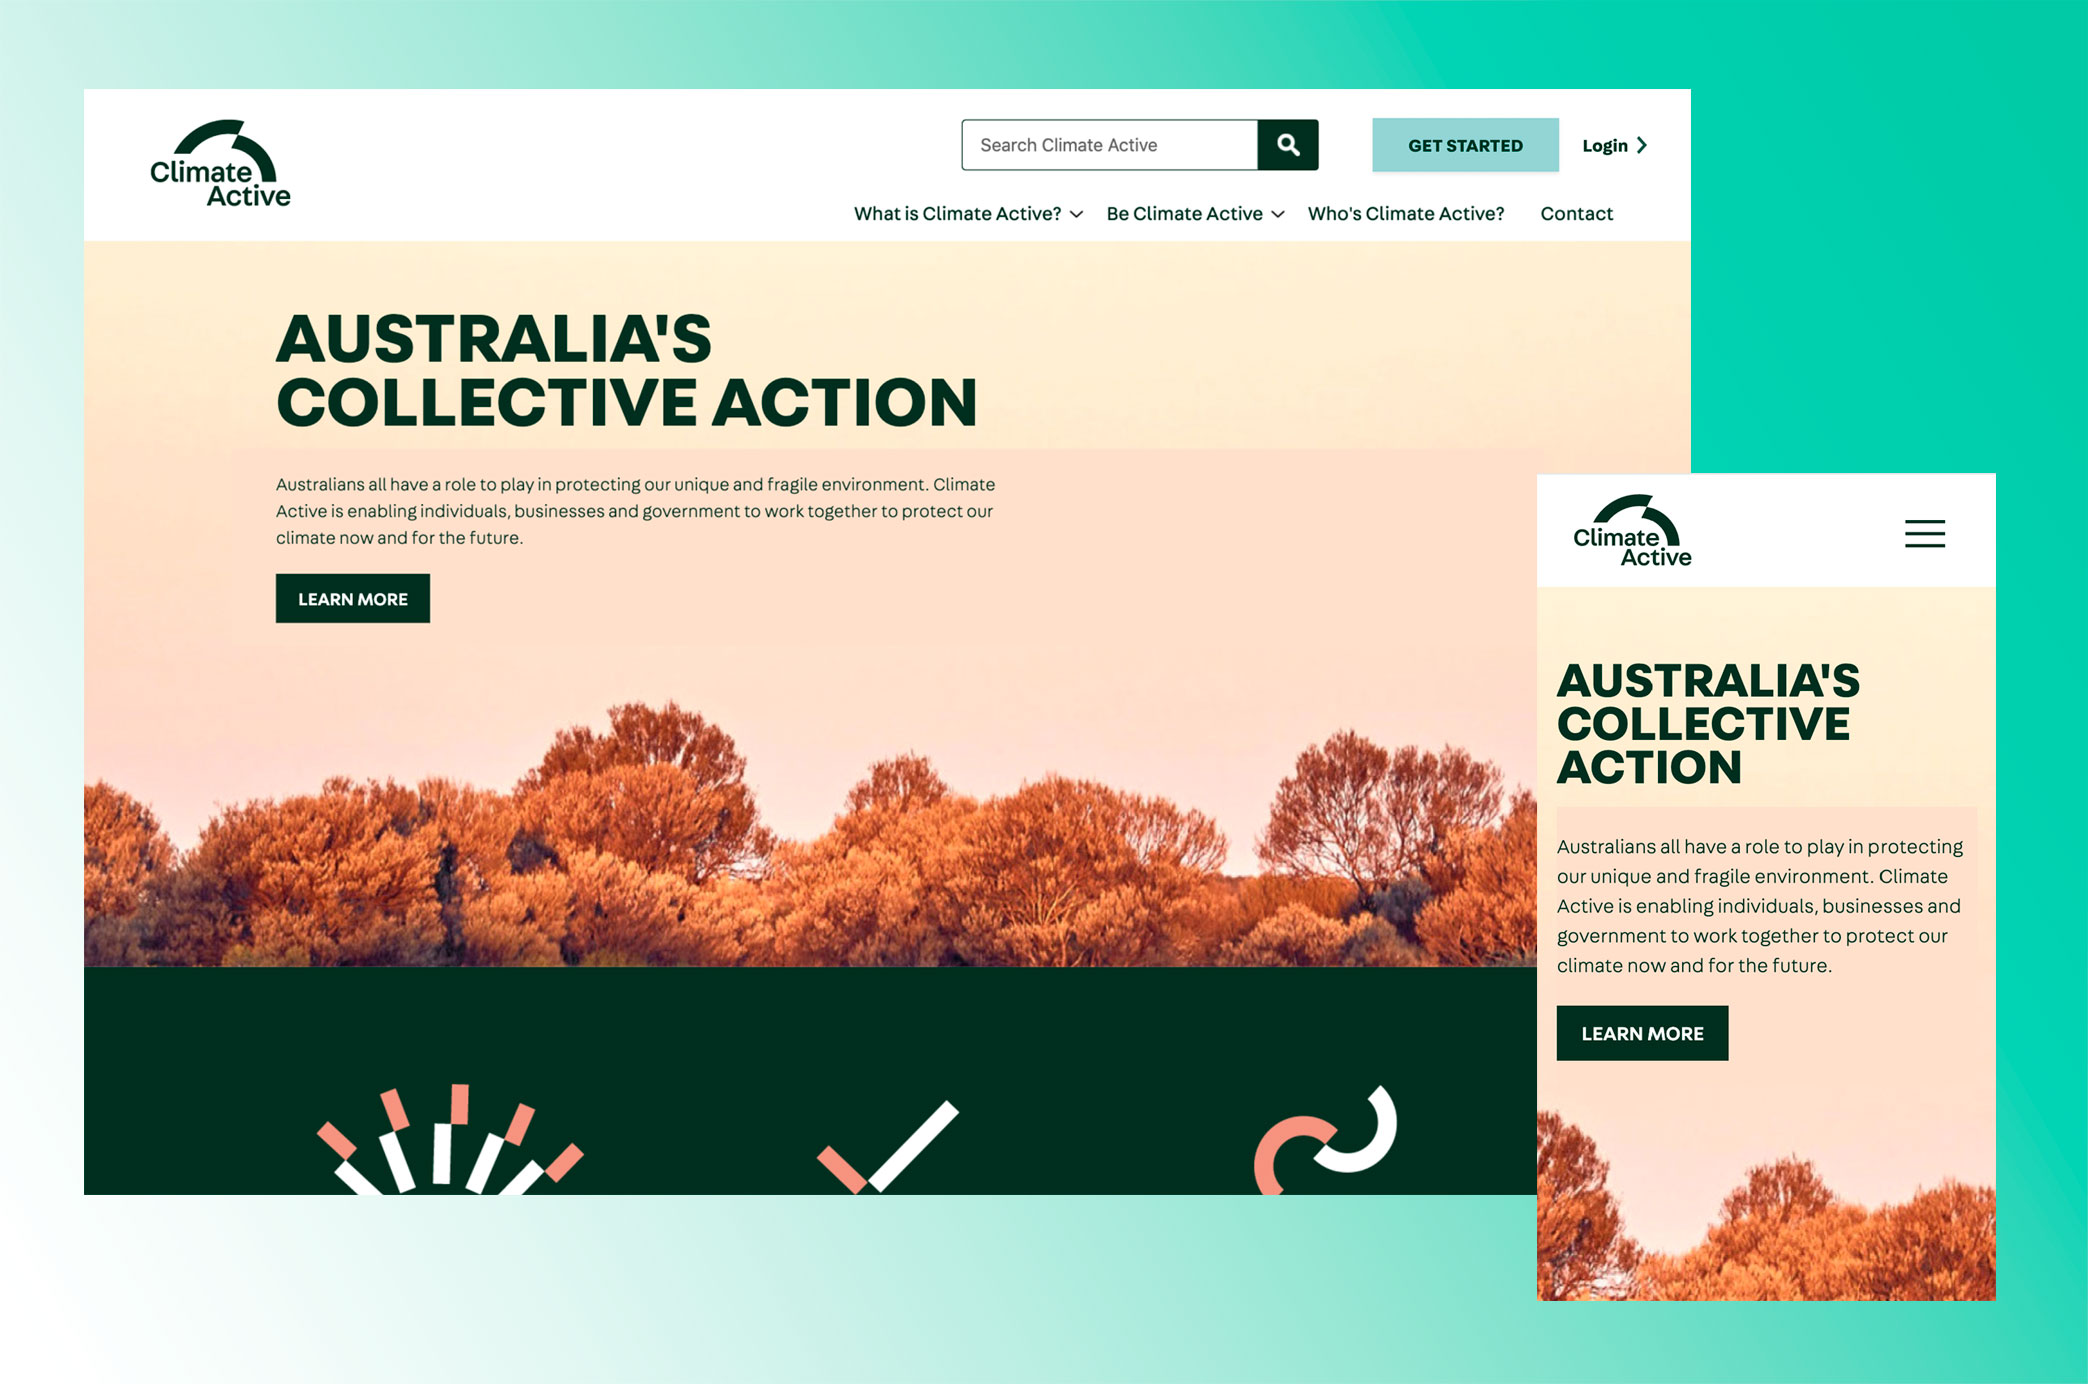 Climate
Active
Search Climate Active
GET STARTED
Login
What is Climate Active?
Be Climate Active
Who's Climate Active?
Contact
AUSTRALIA'S
COLLECTIVE ACTION
Australians all have a role to play in protecting our unique and fragile environment. Climate
Active is enabling individuals, businesses and government to work together to protect our
climate now and for the future.
LEARN MORE
Climate
Active
AUSTRALIA'S
COLLECTIVE
ACTION
Australians all have a role to play in protecting
our unique and fragile environment. Climate
Active is enabling individuals, businesses and
government to work together to protect our
climate now and for the future.
LEARN MORE